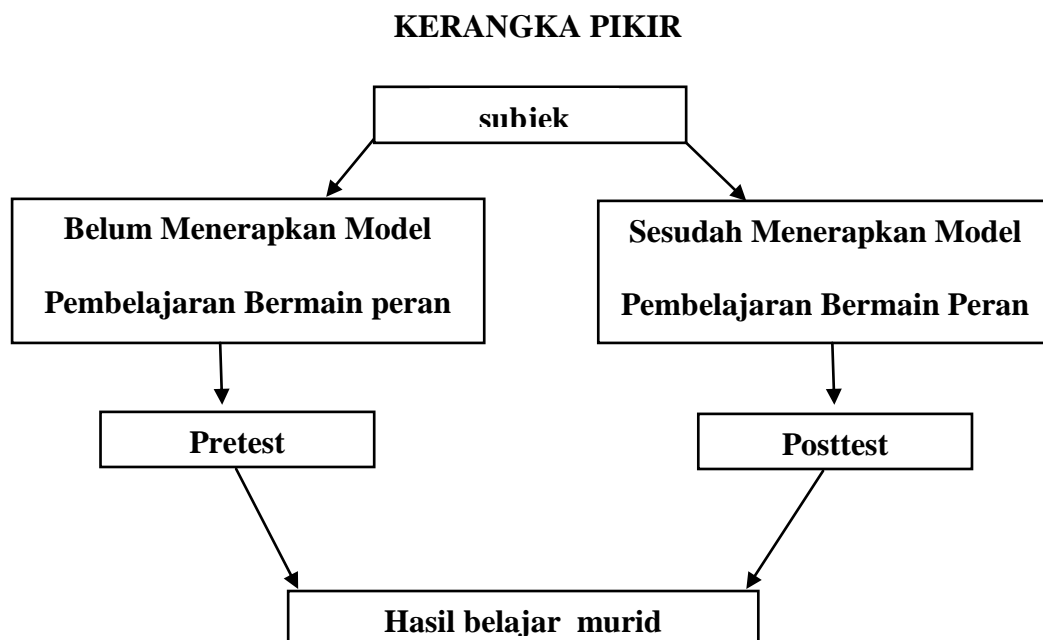 KERANGKA PIKIR
subjek
Belum Menerapkan Model
Pembelajaran Bermain peran
Sesudah Menerapkan Model
Pembelajaran Bermain Peran
Pretest
Posttest
Hasil belajar murid